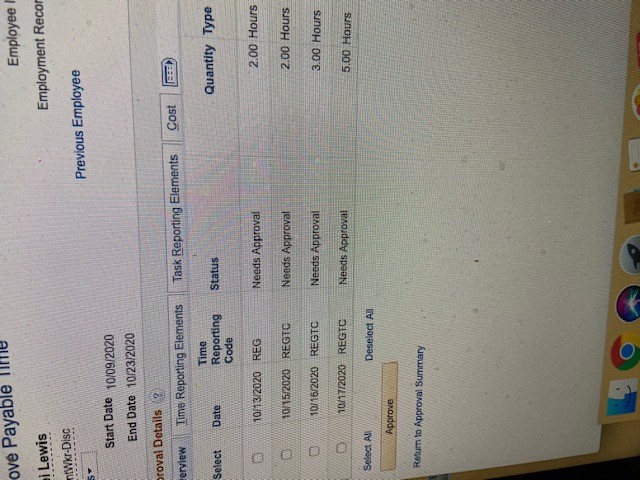 ove Payable Time
Employee I
i Lewis
Employment Recor
ntWkr-Disc
Previous Employee
s
Start Date 10/09/2020
End Date 10/23/2020
proval Details ?
erview Time Reporting Elements Task Reporting Elements Cost
Select Date Time Reporting Code Status Quantity Type
10/13/2020 REG Needs Approval 2.00 Hours
10/15/2020 REGTC Needs Approval 2.00 Hours
10/16/2020 REGTC Needs Approval 3.00 Hours
10/17/2020 REGTC Needs Approval 5.00 Hours
Select All Deselect All
Approve
Return to Approval Summary